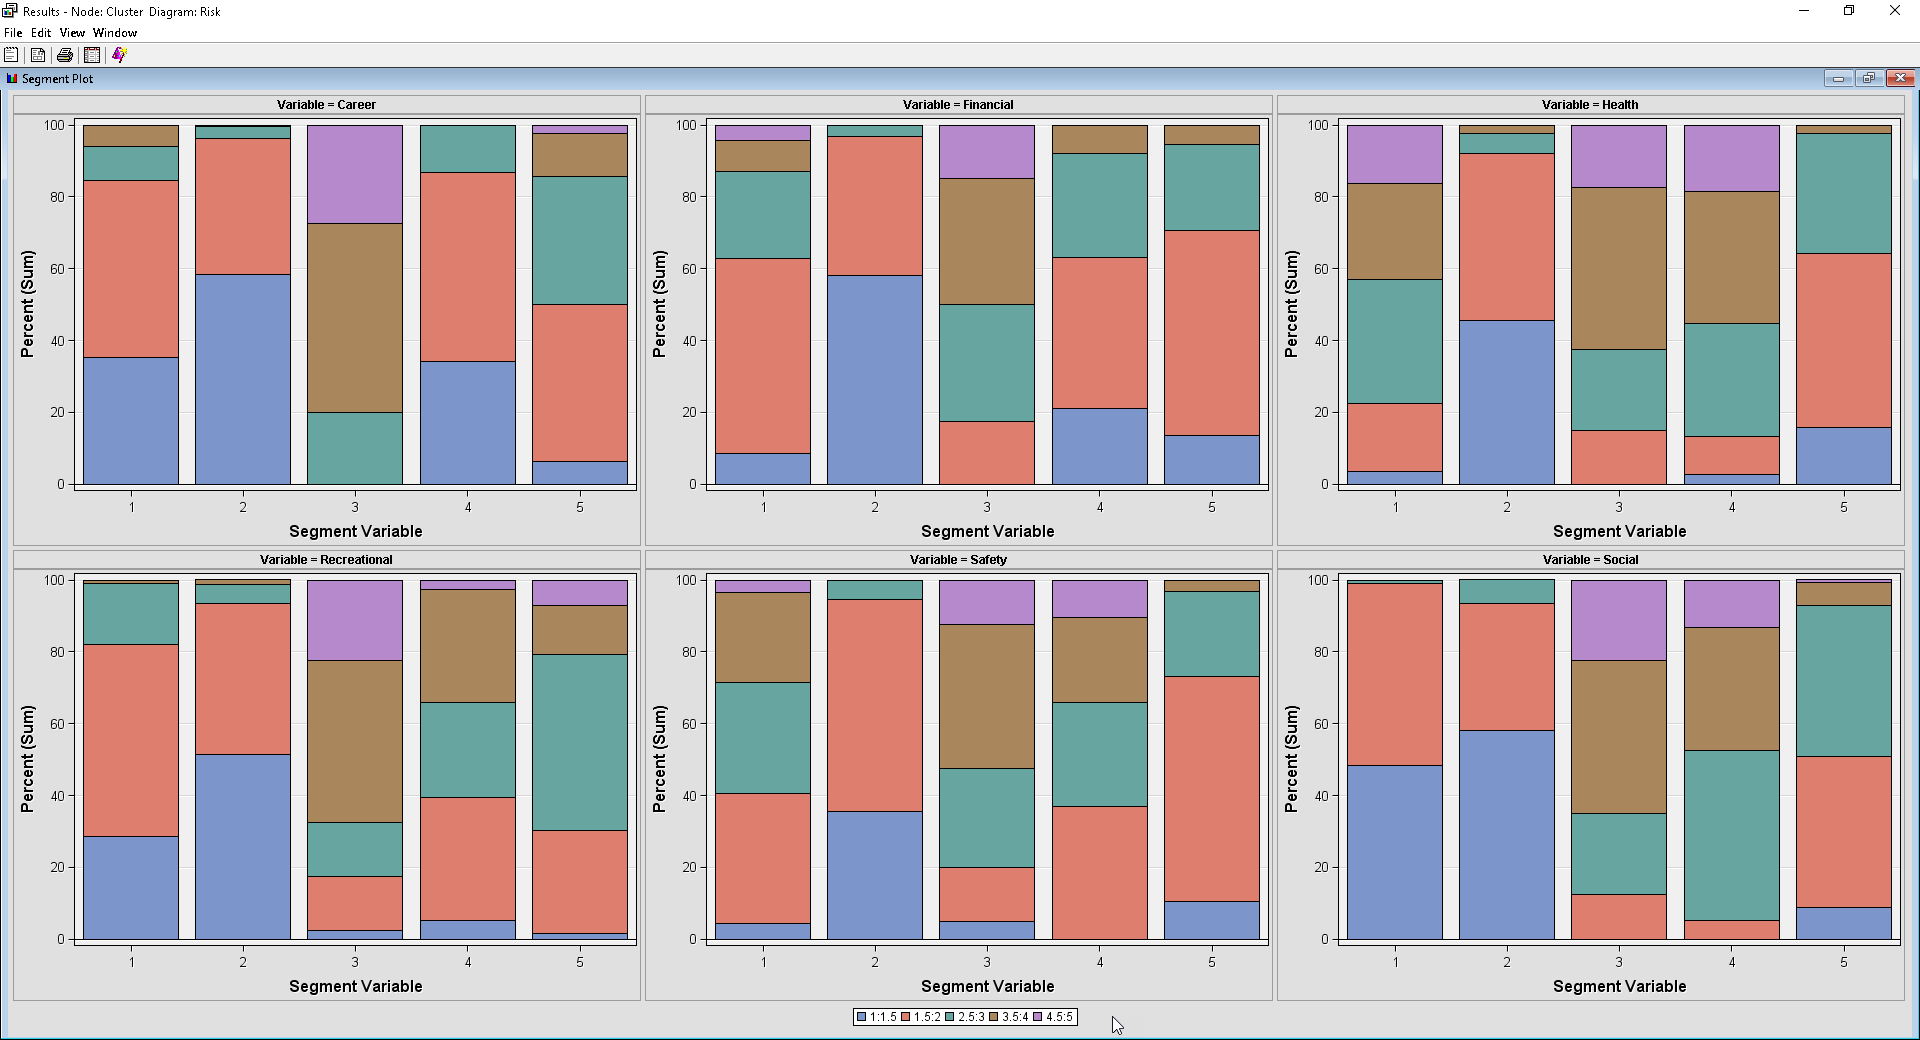 Results - Node: Cluster Diagram: Risk
File Edit View Window
Segment Plot
Variable = Career
100
80
60
40
20
0
Percent (Sum)
1 2 3 4 5
Segment Variable
Variable = Financial
100
80
60
40
20
0
Percent (Sum)
1 2 3 4 5
Segment Variable
Variable = Health
100
80
60
40
20
0
Percent (Sum)
1 2 3 4 5
Segment Variable
Variable = Recreational
100
80
60
40
20
0
Percent (Sum)
1 2 3 4 5
Segment Variable
Variable = Safety
100
80
60
40
20
0
Percent (Sum)
1 2 3 4 5
Segment Variable
Variable = Social
100
80
60
40
20
0
Percent (Sum)
1 2 3 4 5
Segment Variable
1:1.5 1.5:2 2.5:3 3.5:4 4.5:5